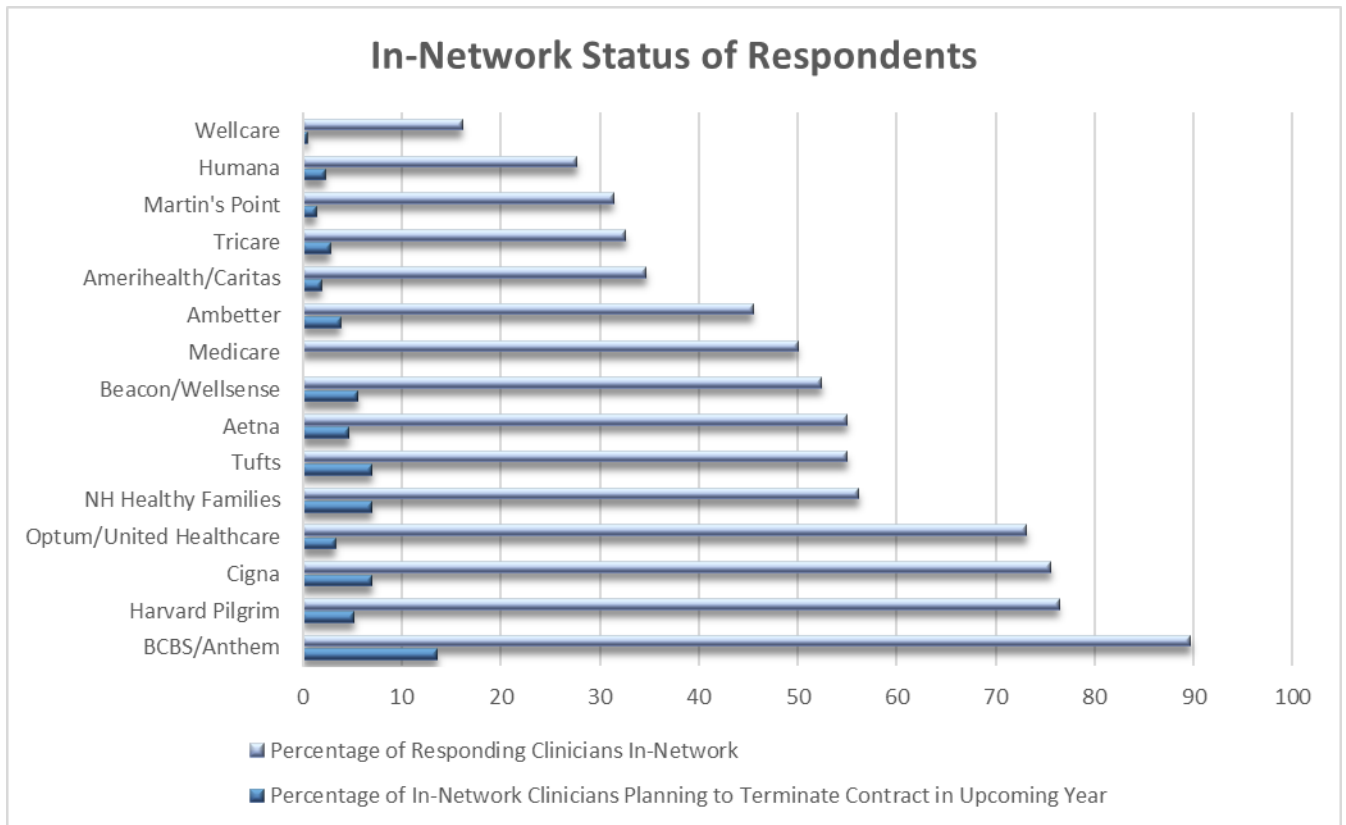 In-Network Status of Respondents
Wellcare
Humana
Martin's Point
Tricare
Amerihealth/Caritas
Ambetter
Medicare
Beacon/Wellsense
Aetna
Tufts
NH Healthy Families
Optum/United Healthcare
Cigna
Harvard Pilgrim
BCBS/Anthem
0 10 20 30 40 50 60 70 80 90 100
Percentage of Responding Clinicians In-Network
Percentage of In-Network Clinicians Planning to Terminate Contract in Upcoming Year